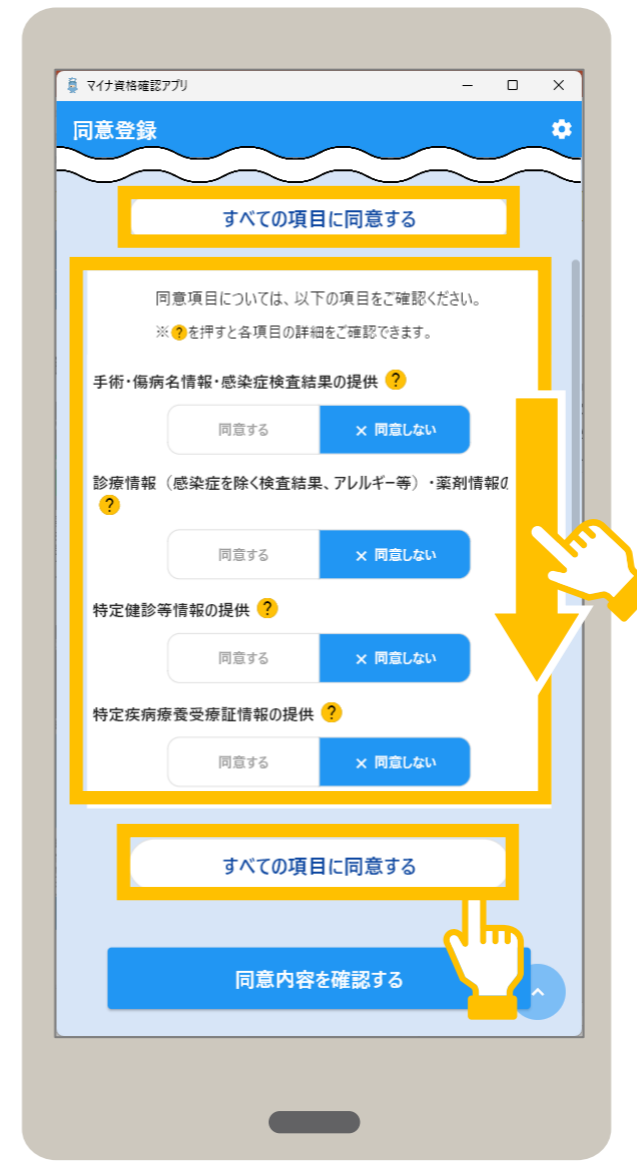 マイナ資格確認アプリ
同意登録
すべての項目に同意する
同意項目については、以下の項目をご確認ください。
※?を押すと各項目の詳細をご確認できます。
手術・傷病名情報・感染症検査結果の提供 ?
同意する × 同意しない
診療情報（感染症を除く検査結果、アレルギー等）・薬剤情報の
?
同意する × 同意しない
特定健診等情報の提供 ?
同意する × 同意しない
特定疾病療養受療証情報の提供 ?
同意する × 同意しない
すべての項目に同意する
同意内容を確認する